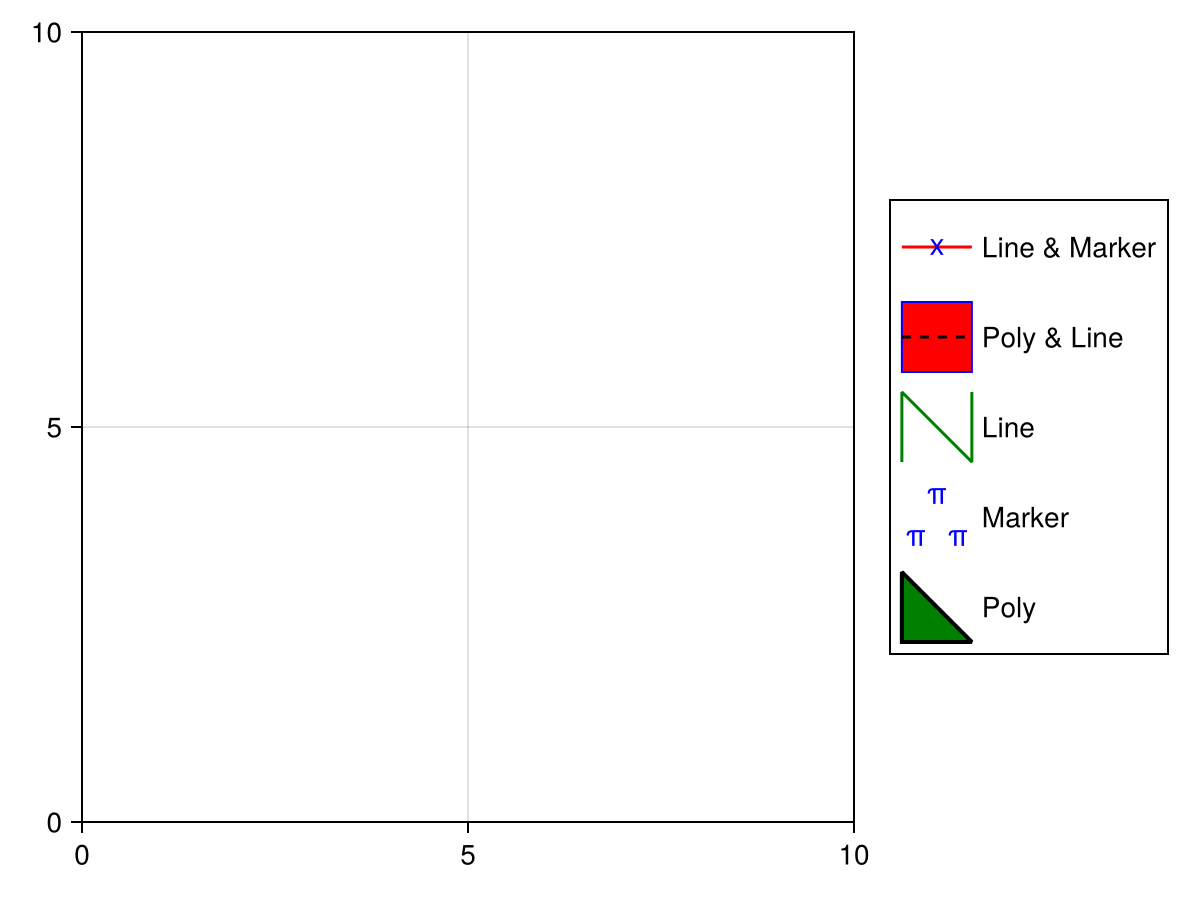 10
5
0
0 5 10
x Line & Marker
Poly & Line
Line
π
π π
Marker
Poly